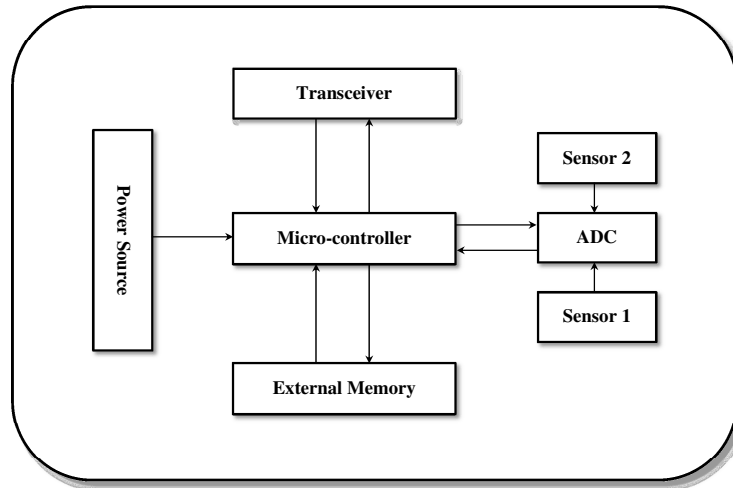 Transceiver
Sensor 2
Power Source
Micro-controller
ADC
Sensor 1
External Memory